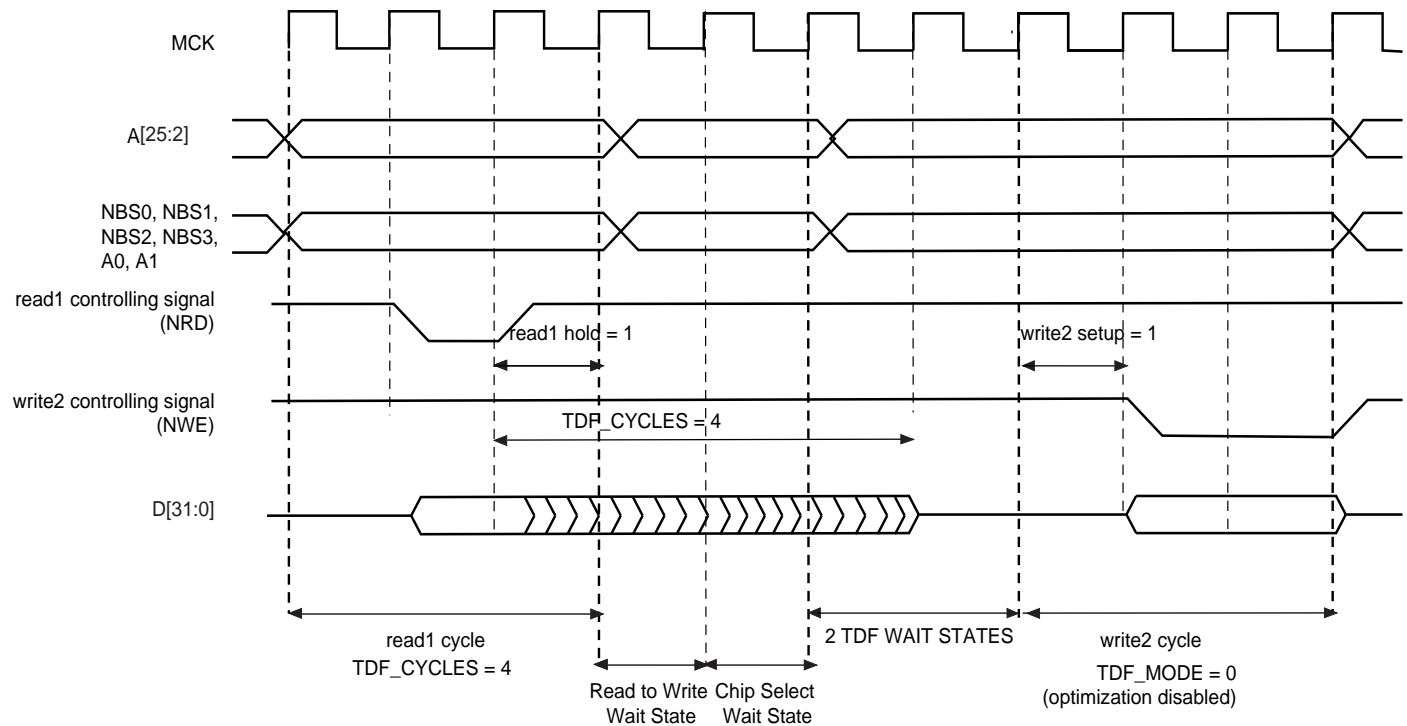 MCK
A[25:2]
NBS0, NBS1,
NBS2, NBS3,
A0, A1
read1 controlling signal
(NRD)
read1 hold = 1
write2 setup = 1
write2 controlling signal
(NWE)
TDF_CYCLES = 4
D[31:0]
read1 cycle
TDF_CYCLES = 4
2 TDF WAIT STATES
write2 cycle
TDF_MODE = 0
(optimization disabled)
Read to Write
Wait State
Chip Select
Wait State